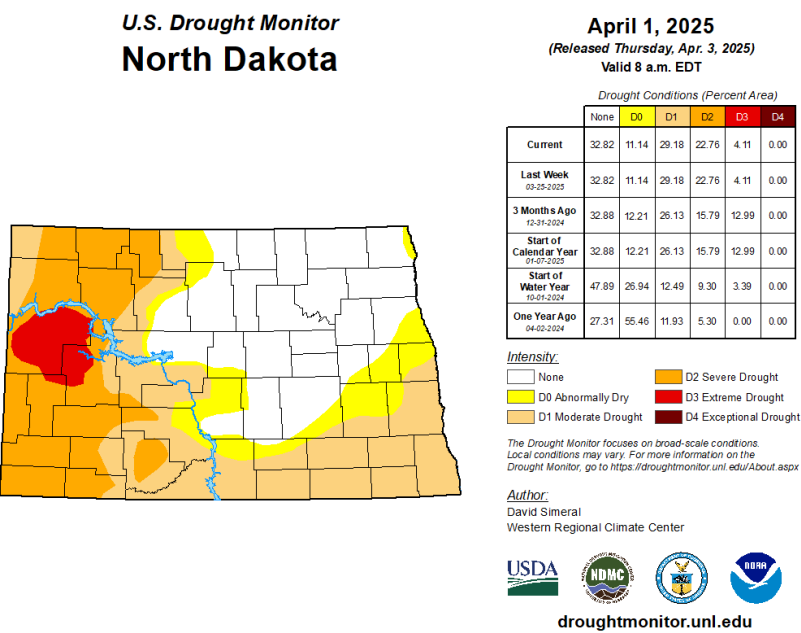 U.S. Drought Monitor
North Dakota
April 1, 2025
(Released Thursday, Apr. 3, 2025)
Valid 8 a.m. EDT
Drought Conditions (Percent Area)
None D0 D1 D2 D3 D4
Current 32.82 11.14 29.18 22.76 4.11 0.00
Last Week
03-25-2025 32.82 11.14 29.18 22.76 4.11 0.00
3 Months Ago
12-31-2024 32.88 12.21 26.13 15.79 12.99 0.00
Start of
Calendar Year
01-07-2025 32.88 12.21 26.13 15.79 12.99 0.00
Start of
Water Year
10-01-2024 47.89 26.94 12.49 9.30 3.39 0.00
One Year Ago
04-02-2024 27.31 55.46 11.93 5.30 0.00 0.00
Intensity:
None
D0 Abnormally Dry
D1 Moderate Drought
D2 Severe Drought
D3 Extreme Drought
D4 Exceptional Drought
The Drought Monitor focuses on broad-scale conditions.
Local conditions may vary. For more information on the
Drought Monitor, go to https://droughtmonitor.unl.edu/About.aspx
Author:
David Simeral
Western Regional Climate Center
USDA
NDMC
NOAA
droughtmonitor.unl.edu